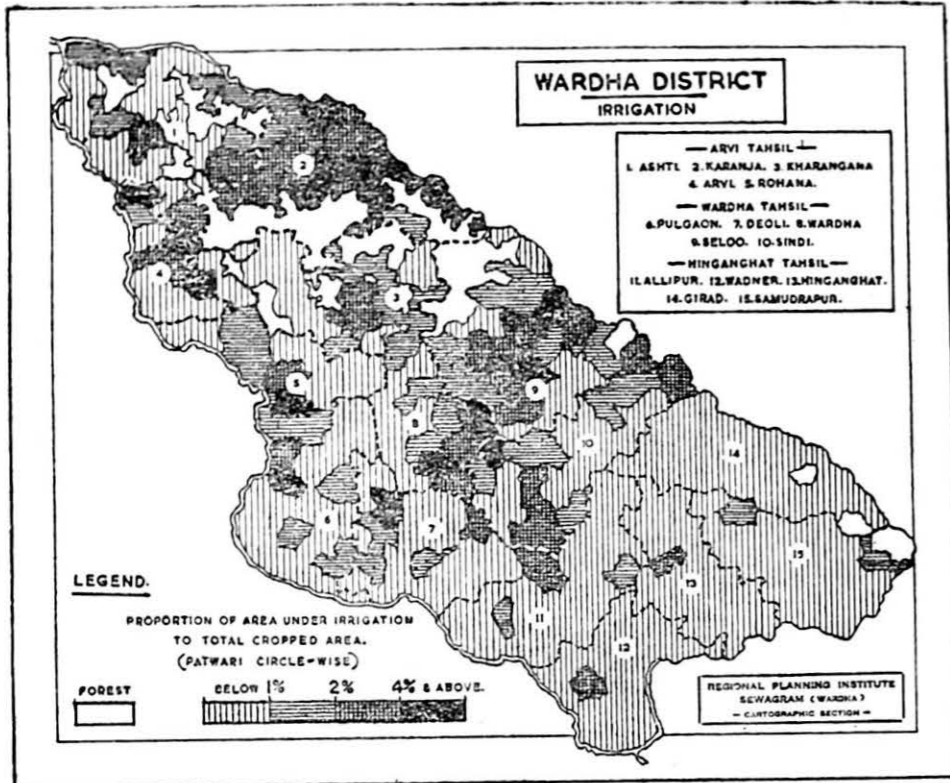 WARDHA DISTRICT
IRRIGATION
— ARVI TAHSIL —
1. ASHTI. 2. KARANJA. 3. KHARANGANA
4. ARVI. 5. ROHANA.
— WARDHA TAHSIL —
6. PULGAON. 7. DEOLI. 8. WARDHA
9. SELOO. 10. SINDI.
— HINGANGHAT TAHSIL —
11. ALLIPUR. 12. WADNER. 13. HINGANGHAT.
14. GIRAD. 15. SAMUDRAPUR.
1
2
3
4
5
6
7
8
9
10
11
12
13
14
15
LEGEND.
PROPORTION OF AREA UNDER IRRIGATION
TO TOTAL CROPPED AREA.
(PATWARI CIRCLE-WISE)
FOREST
BELOW 1% 2% 4% & ABOVE.
REGIONAL PLANNING INSTITUTE
SEWAGRAM (WARDHA)
— CARTOGRAPHIC SECTION —